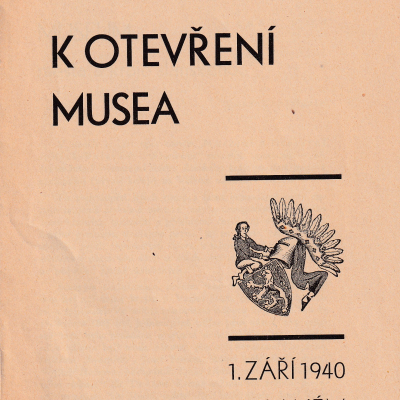 K OTEVŘENÍ
MUSEA
1. ZÁŘÍ 1940